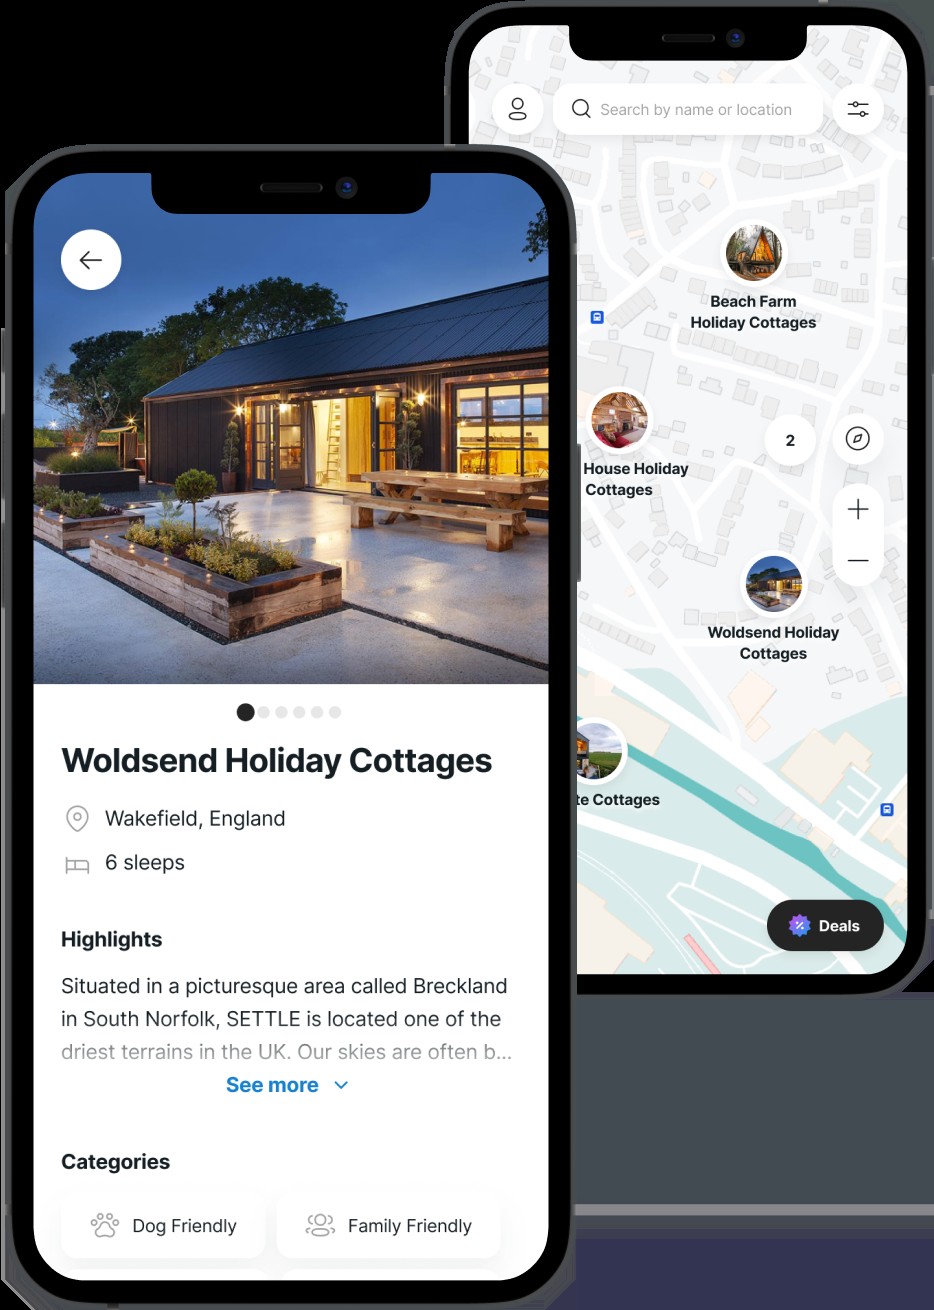 Search by name or location
Beach Farm
Holiday Cottages
House Holiday
Cottages
2
Woldsend Holiday
Cottages
te Cottages
Deals
Woldsend Holiday Cottages
Wakefield, England
6 sleeps
Highlights
Situated in a picturesque area called Breckland
in South Norfolk, SETTLE is located one of the
driest terrains in the UK. Our skies are often b...
See more
Categories
Dog Friendly
Family Friendly